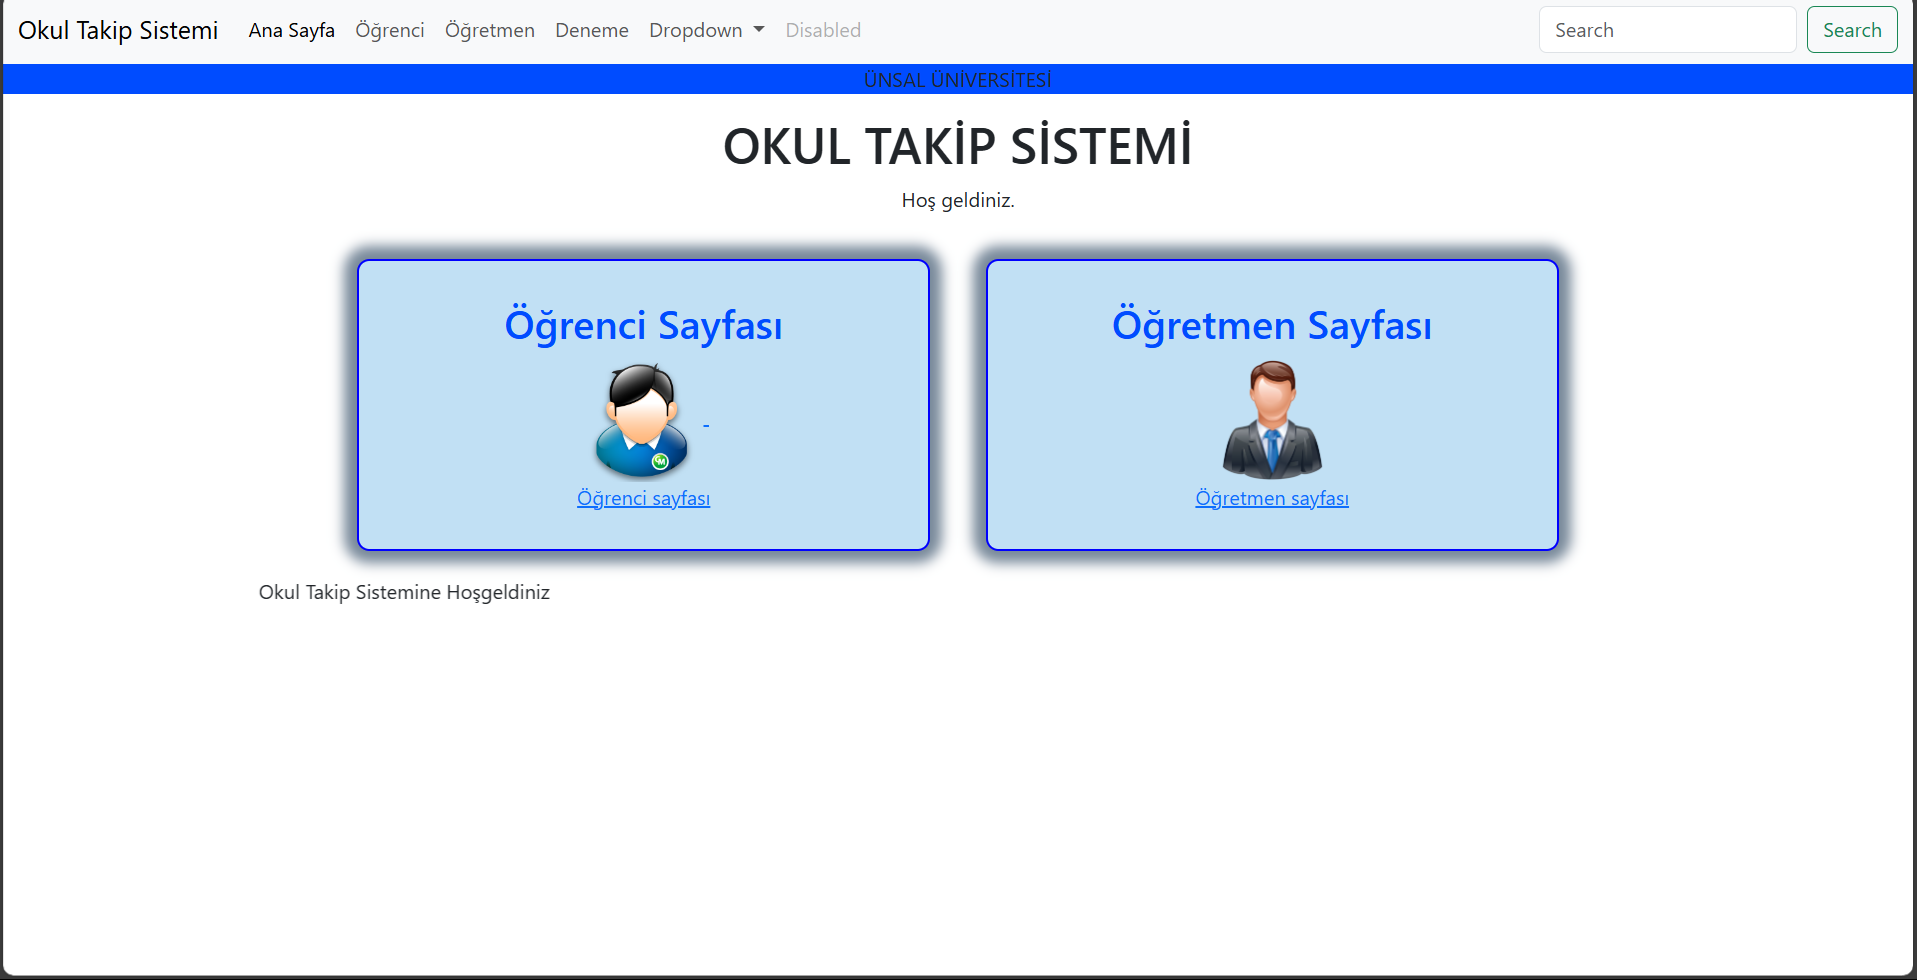 Okul Takip Sistemi Ana Sayfa Öğrenci Öğretmen Deneme Dropdown Disabled Search Search
ÜNSAL ÜNİVERSİTESİ
OKUL TAKİP SİSTEMİ
Hoş geldiniz.
Öğrenci Sayfası
Öğrenci sayfası
Öğretmen Sayfası
Öğretmen sayfası
Okul Takip Sistemine Hoşgeldiniz